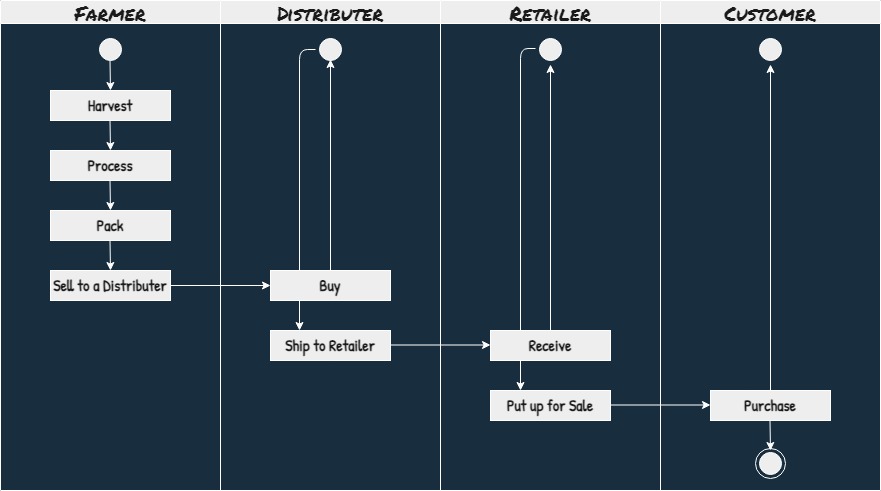 FARMER
DISTRIBUTER
RETAILER
CUSTOMER
Harvest
Process
Pack
Sell to a Distributer
Buy
Ship to Retailer
Receive
Put up for Sale
Purchase